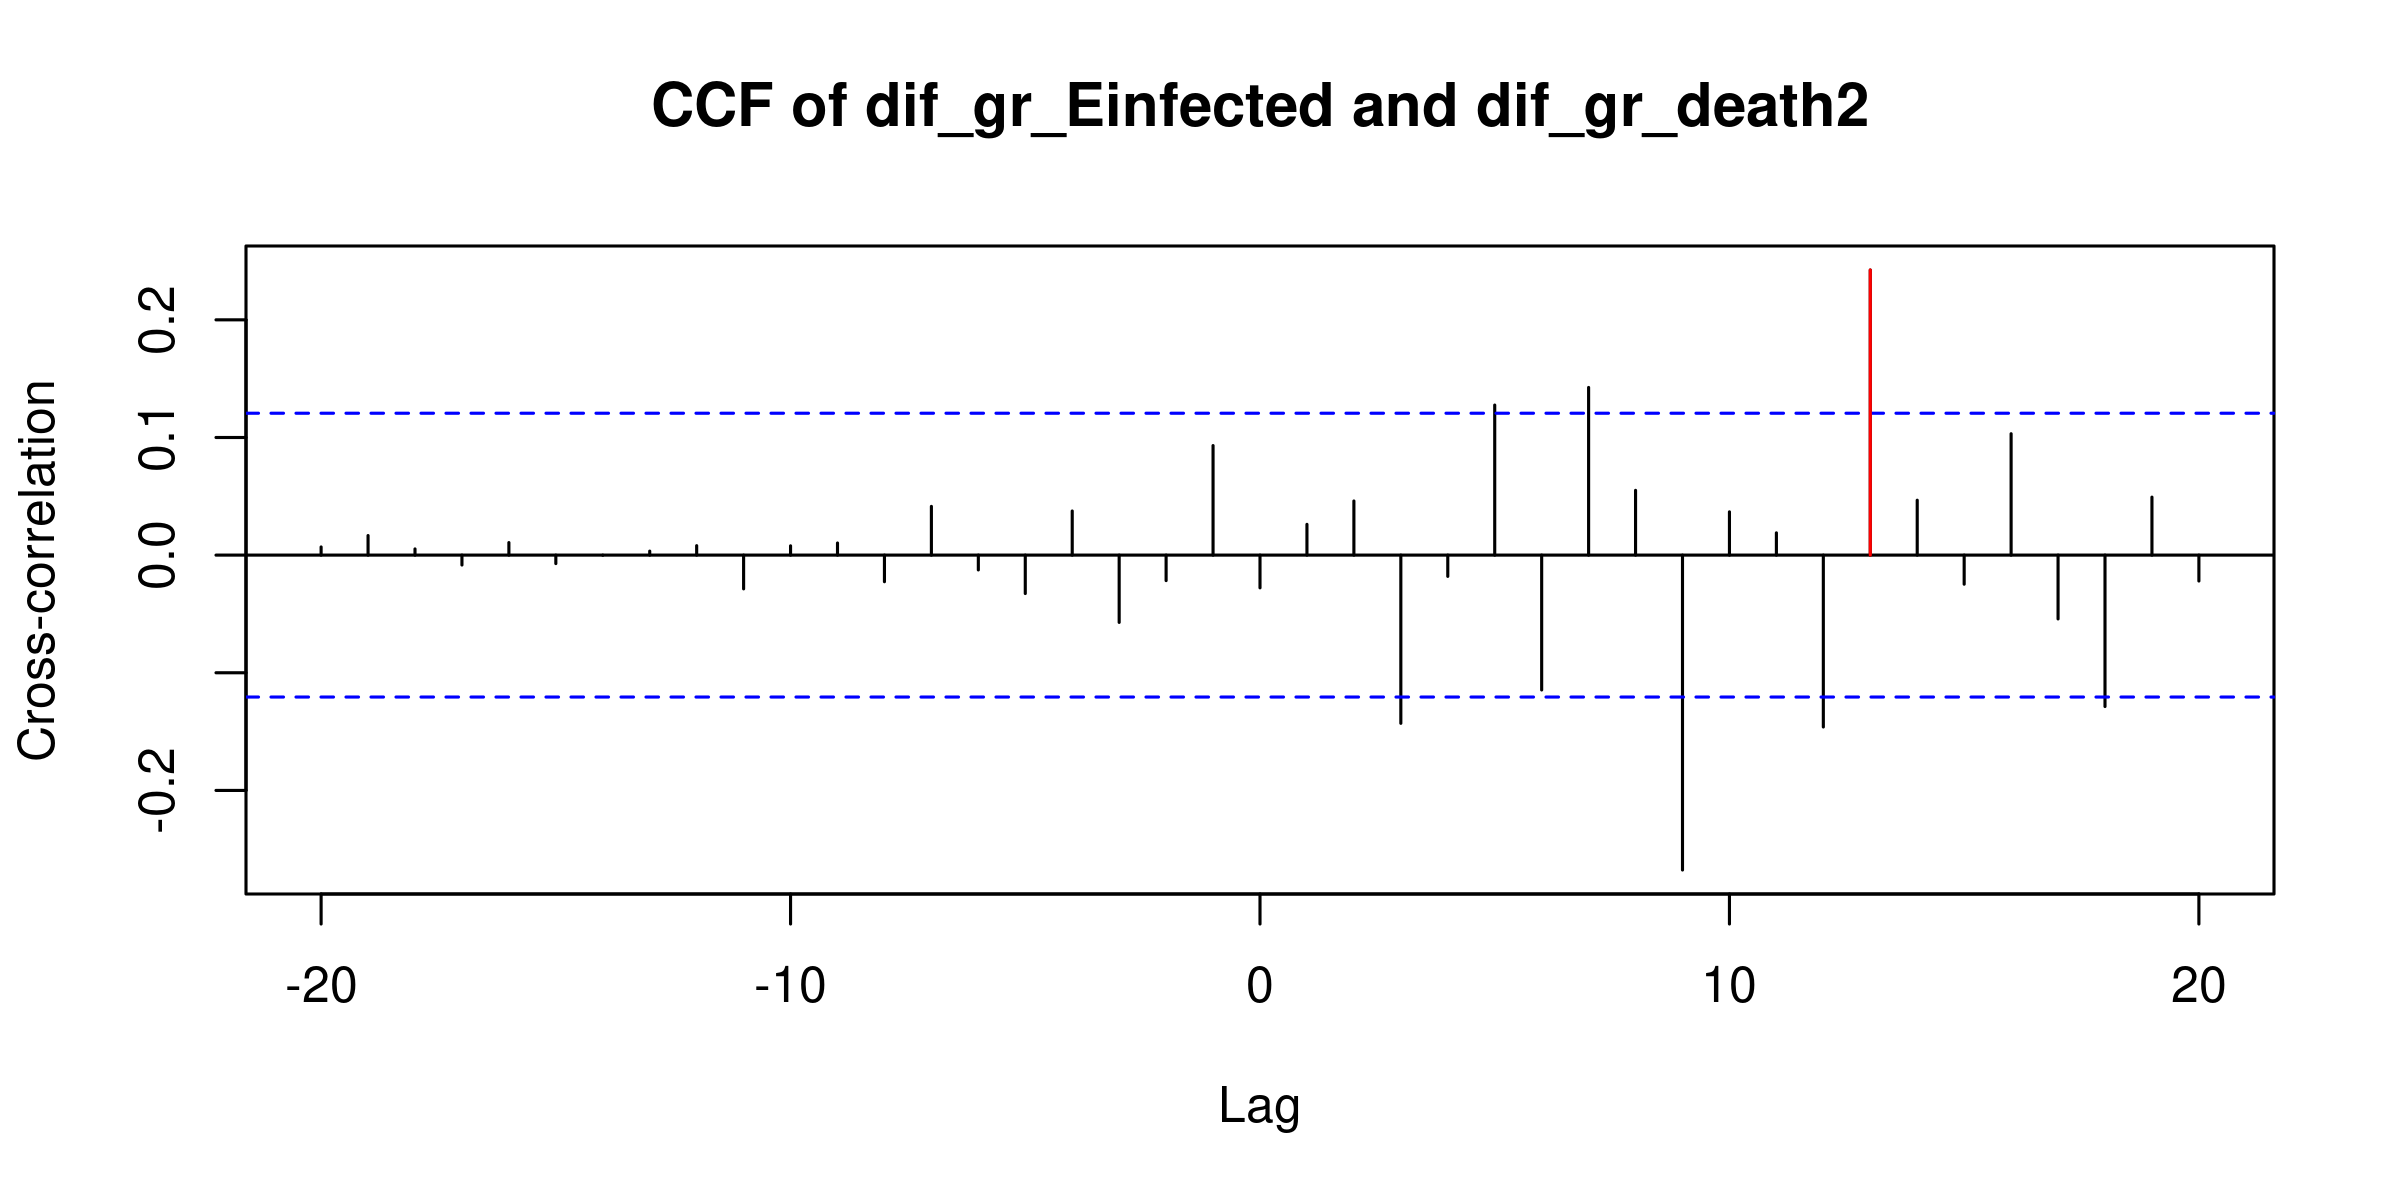 CCF of dif_gr_Einfected and dif_gr_death2
Cross-correlation
0.2
0.1
0.0
-0.2
-20 -10 0 10 20
Lag